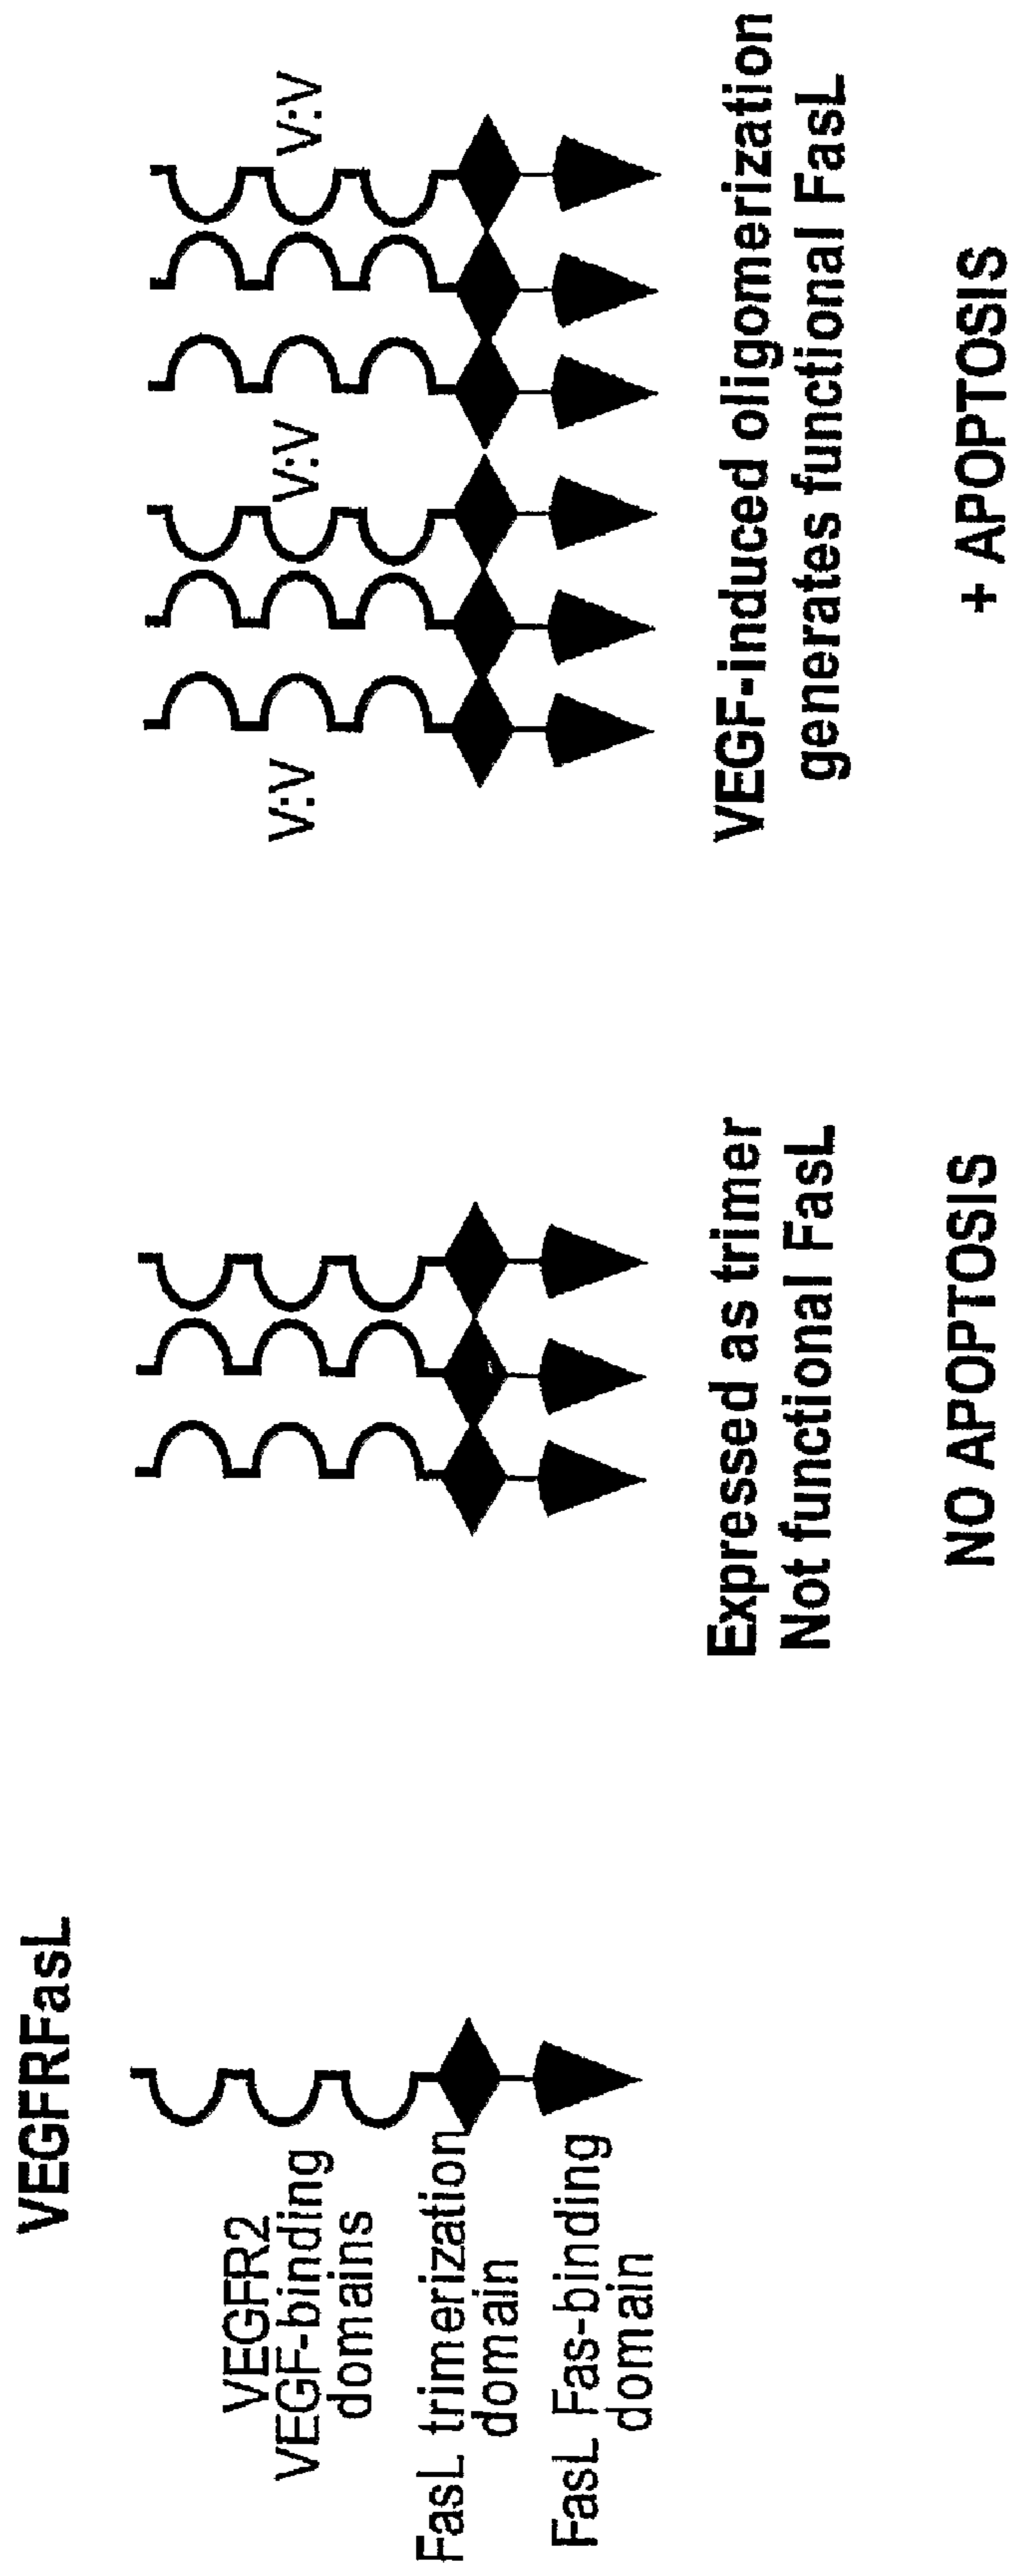 VEGFRFasL
VEGFR2
VEGF-binding
domains
FasL trimerization
domain
FasL Fas-binding
domain
Expressed as trimer
Not functional FasL
NO APOPTOSIS
V:V
V:V
V:V
VEGF-induced oligomerization
generates functional FasL
+ APOPTOSIS